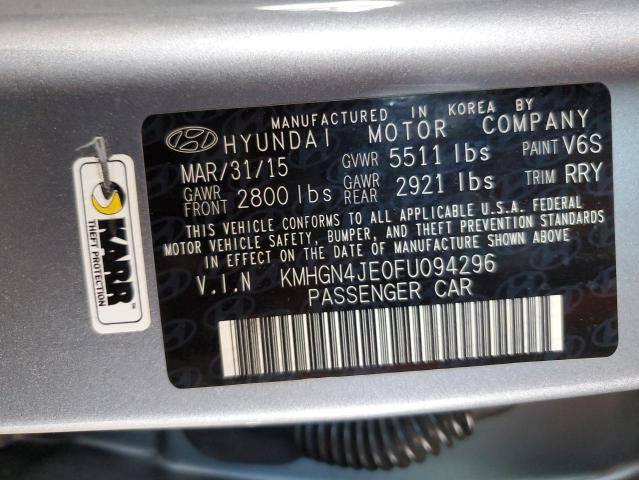 MANUFACTURED IN KOREA BY
HYUNDAI MOTOR COMPANY
MAR/31/15 GVWR 5511 lbs PAINT V6S
GAWR FRONT 2800 lbs GAWR REAR 2921 lbs TRIM RRY
THIS VEHICLE CONFORMS TO ALL APPLICABLE U.S.A. FEDERAL
MOTOR VEHICLE SAFETY, BUMPER, AND THEFT PREVENTION STANDARDS
IN EFFECT ON THE DATE OF MANUFACTURE SHOWN ABOVE.
V.I.N KMHGN4JE0FU094296
PASSENGER CAR
KARR
THEFT PROTECTION